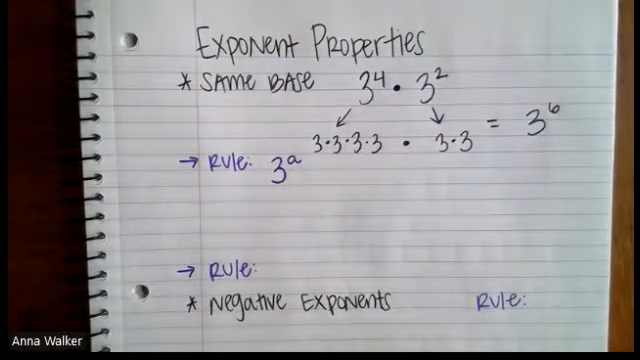 Exponent Properties
* SAME BASE 3⁴ • 3²
3•3•3•3 • 3•3 = 3⁶
→ Rule: 3ᵃ
→ Rule:
* Negative Exponents Rule:
Anna Walker